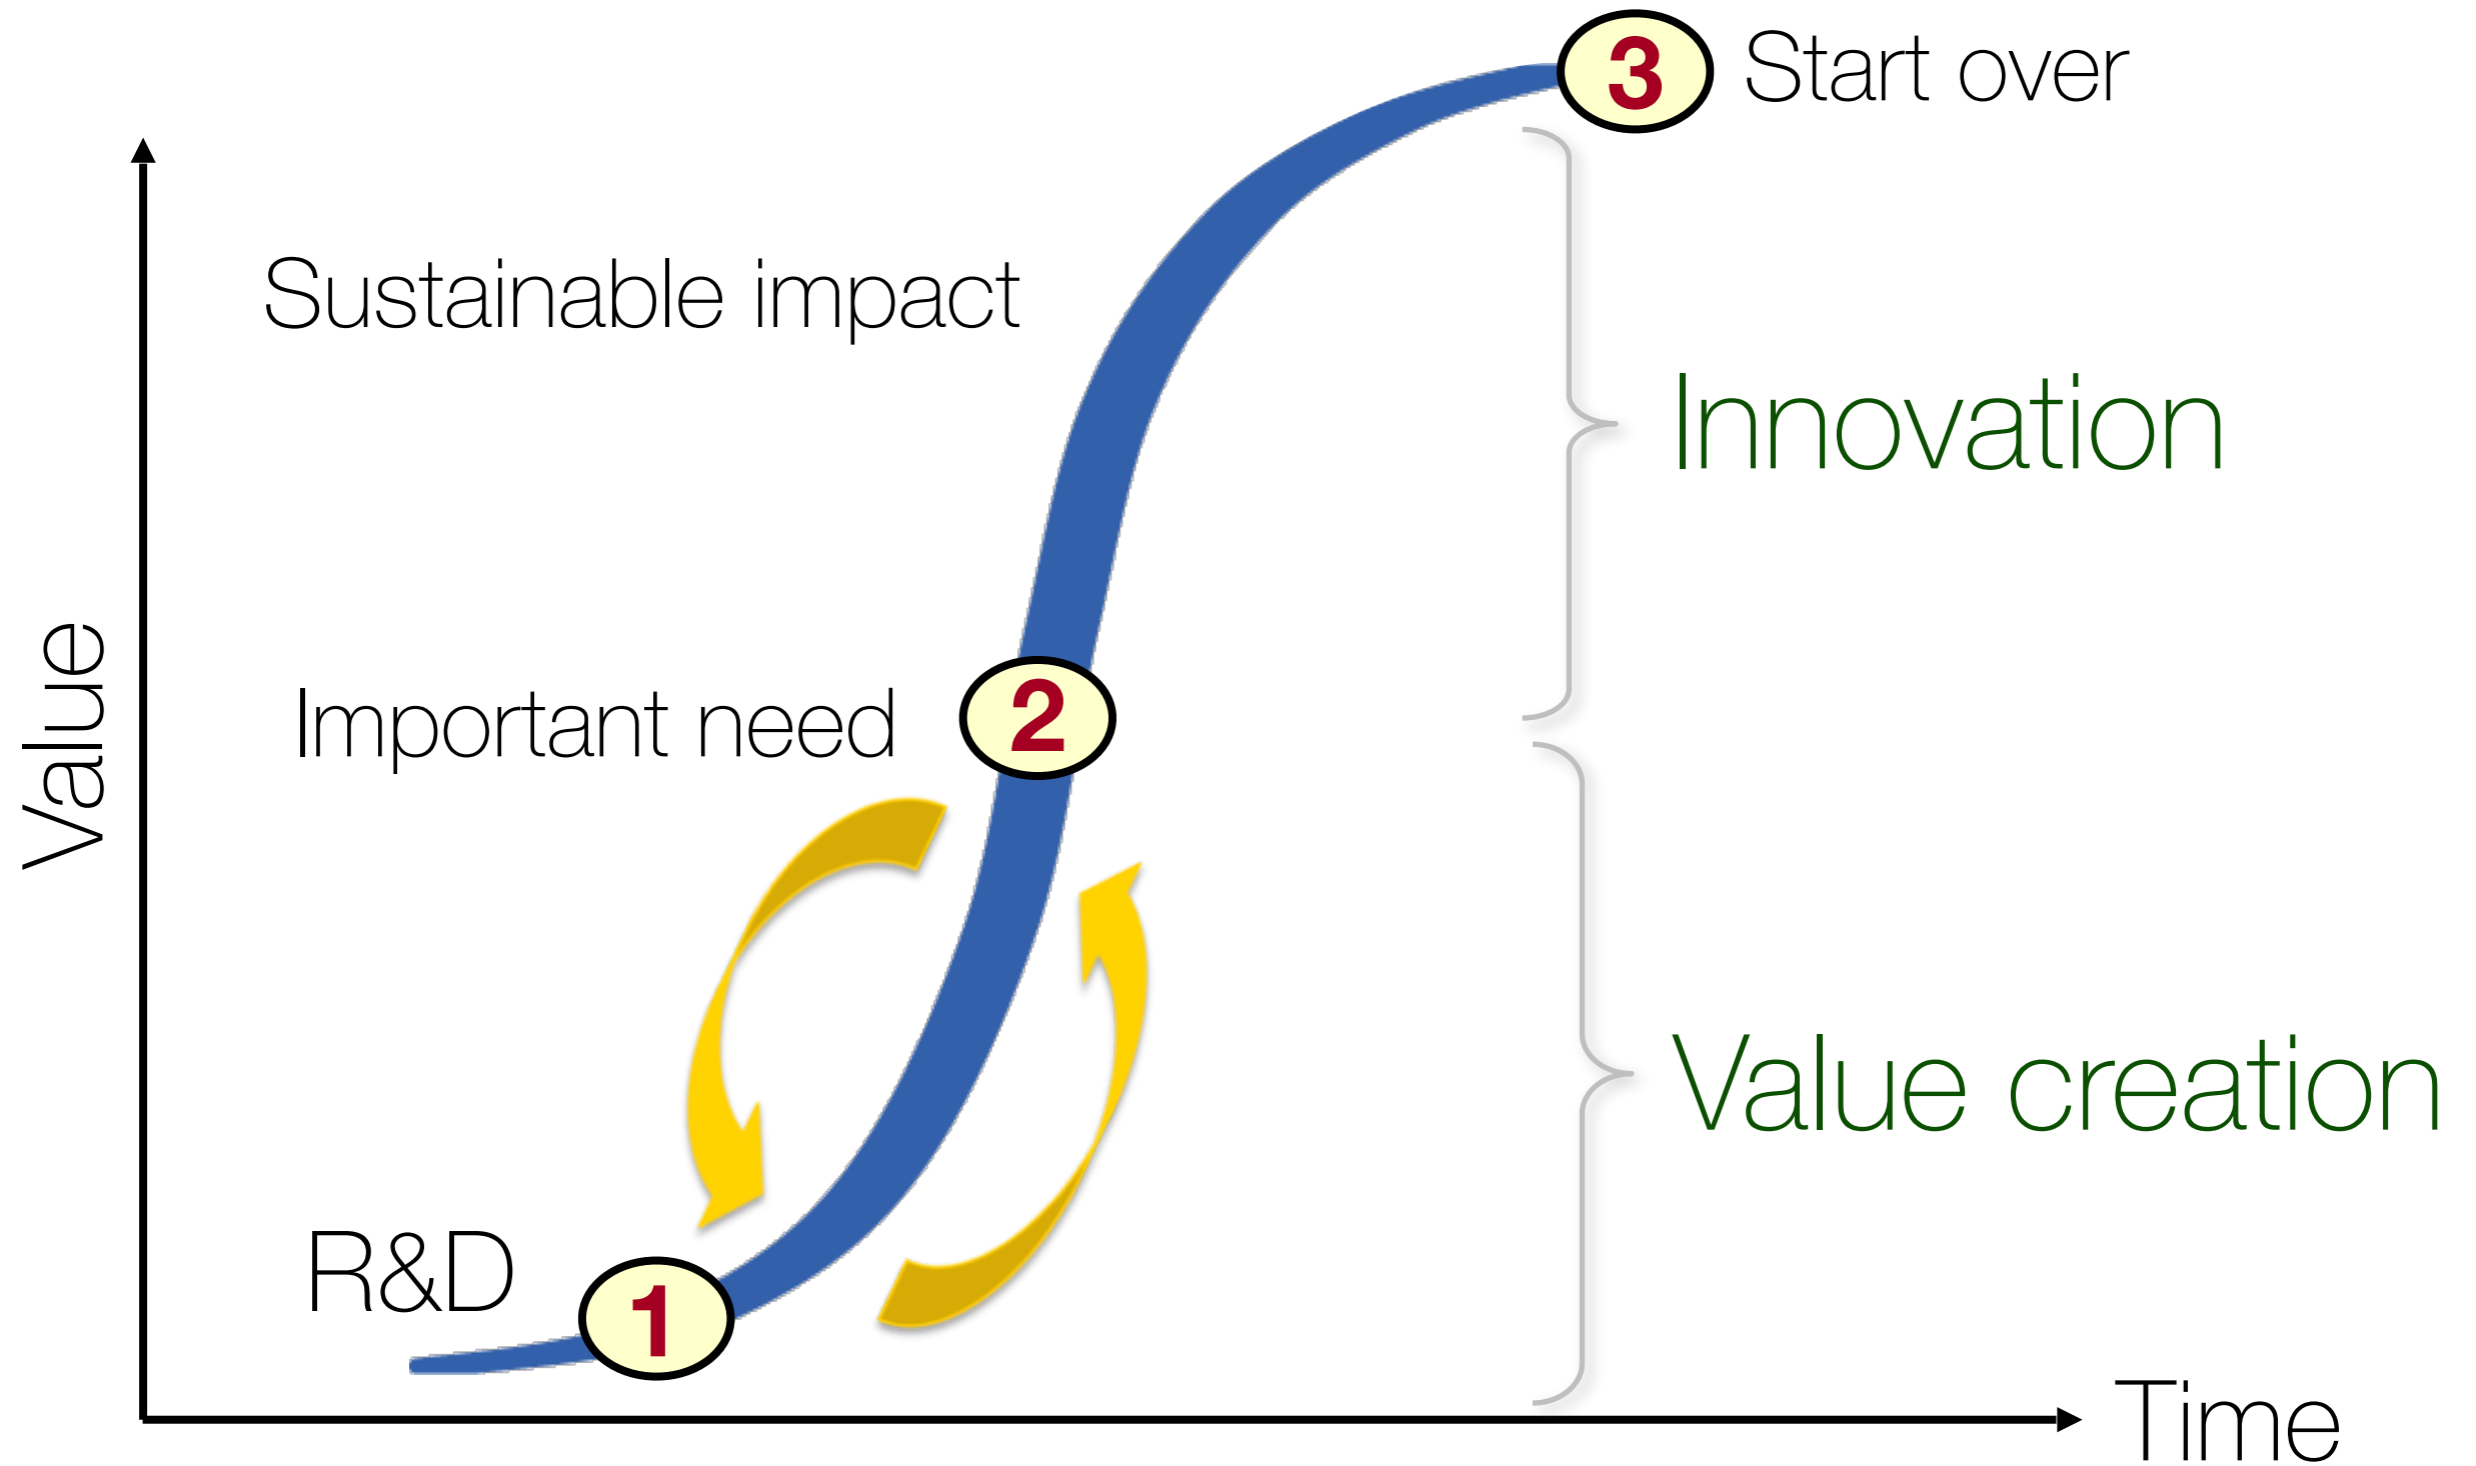 3
Start over
Sustainable impact
Innovation
Value
Important need
2
Value creation
R&D
1
Time